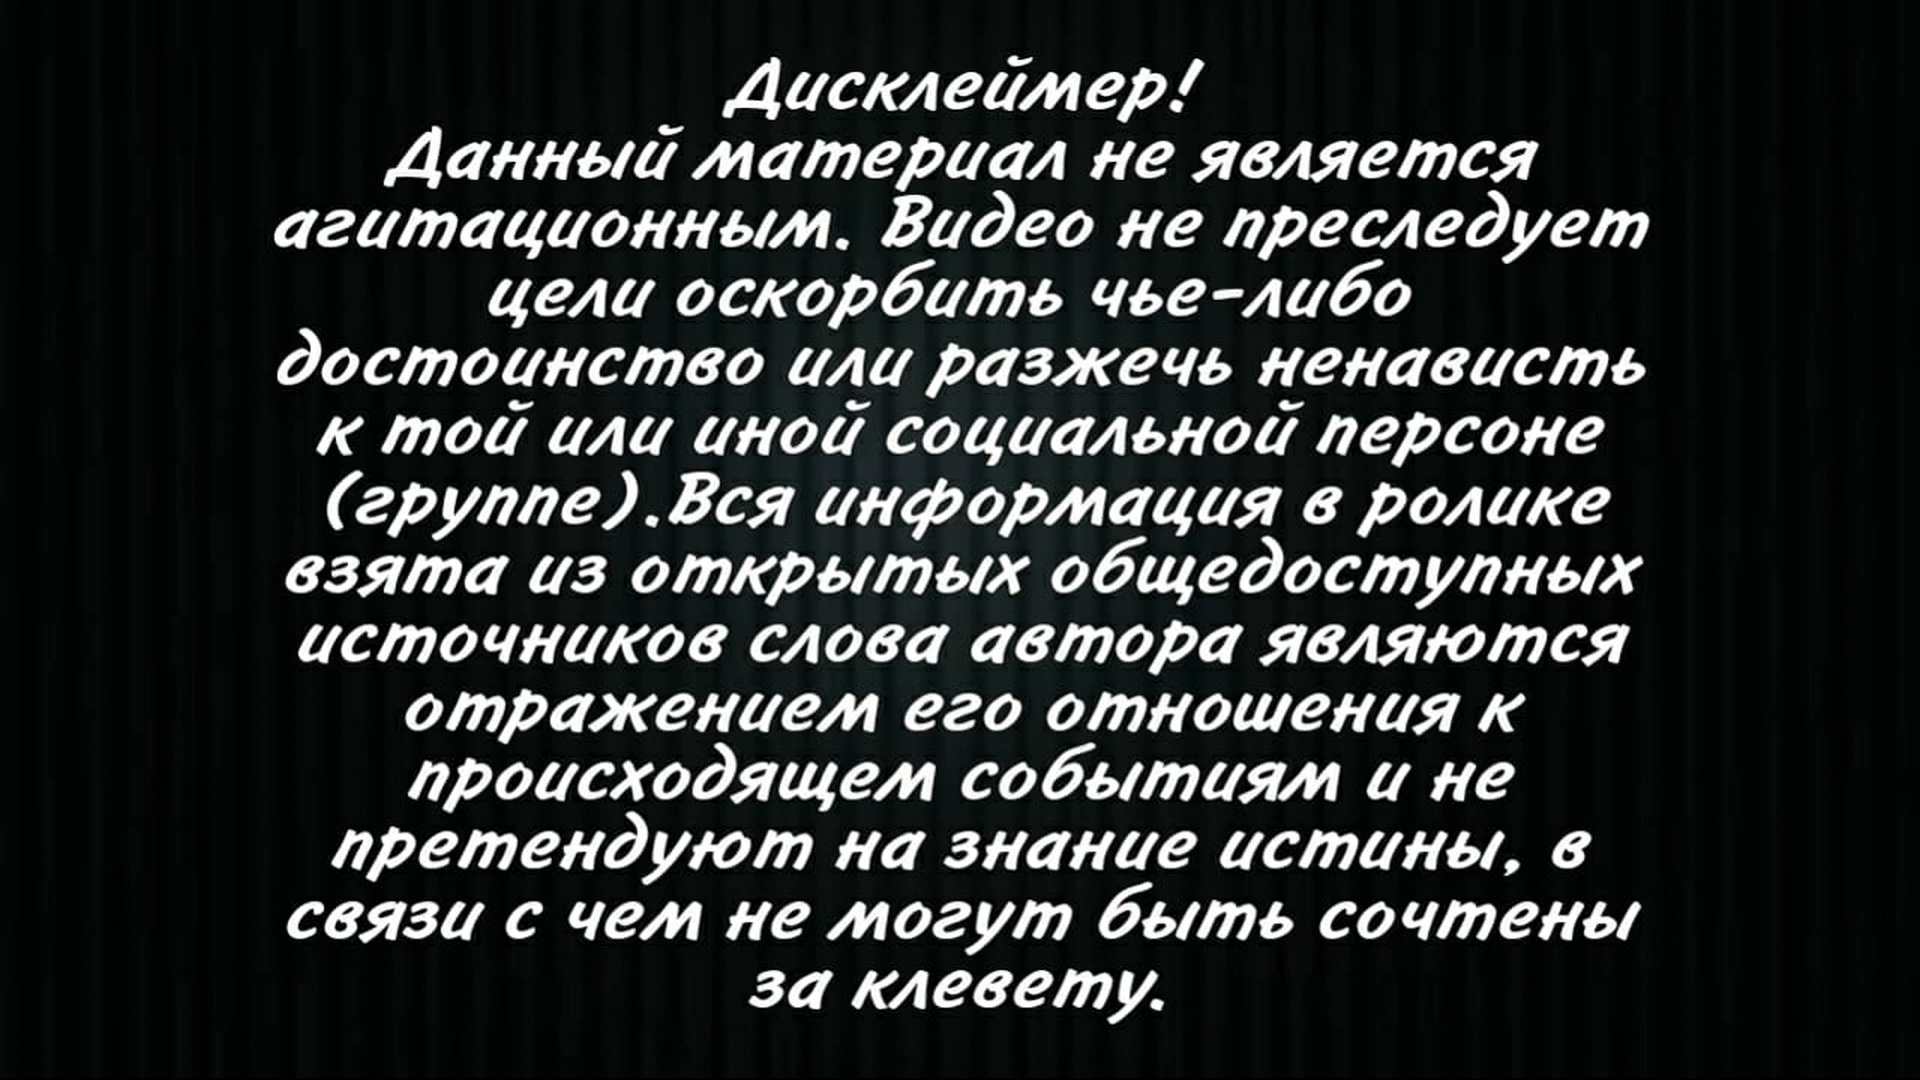 Дисклеймер!
Данный материал не является
агитационным. Видео не преследует
цели оскорбить чье-либо
достоинство или разжечь ненависть
к той или иной социальной персоне
(группе).Вся информация в ролике
взята из открытых общедоступных
источников слова автора являются
отражением его отношения к
происходящем событиям и не
претендуют на знание истины, в
связи с чем не могут быть сочтены
за клевету.